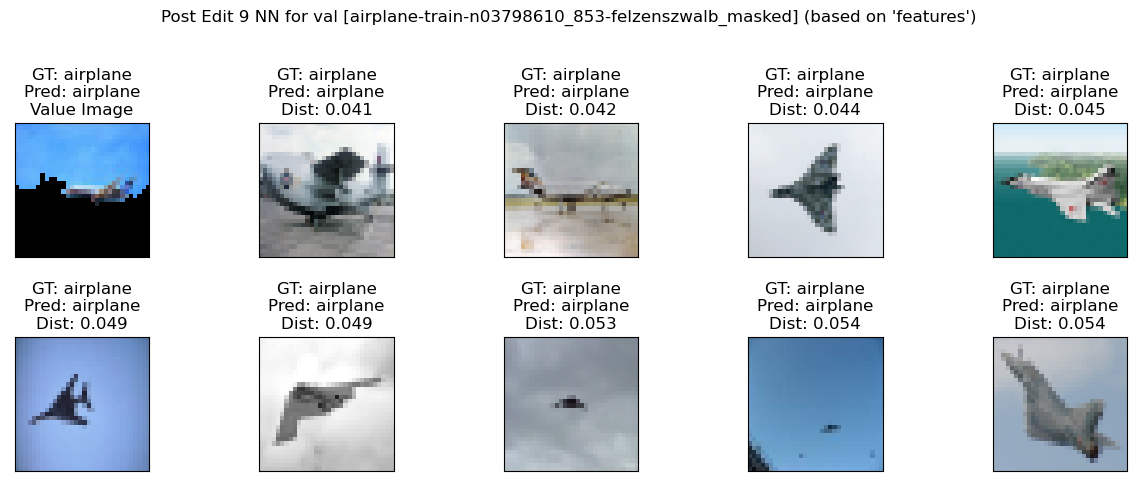 Post Edit 9 NN for val [airplane-train-n03798610_853-felzenszwalb_masked] (based on 'features')
GT: airplane
Pred: airplane
Value Image
GT: airplane
Pred: airplane
Dist: 0.041
GT: airplane
Pred: airplane
Dist: 0.042
GT: airplane
Pred: airplane
Dist: 0.044
GT: airplane
Pred: airplane
Dist: 0.045
GT: airplane
Pred: airplane
Dist: 0.049
GT: airplane
Pred: airplane
Dist: 0.049
GT: airplane
Pred: airplane
Dist: 0.053
GT: airplane
Pred: airplane
Dist: 0.054
GT: airplane
Pred: airplane
Dist: 0.054